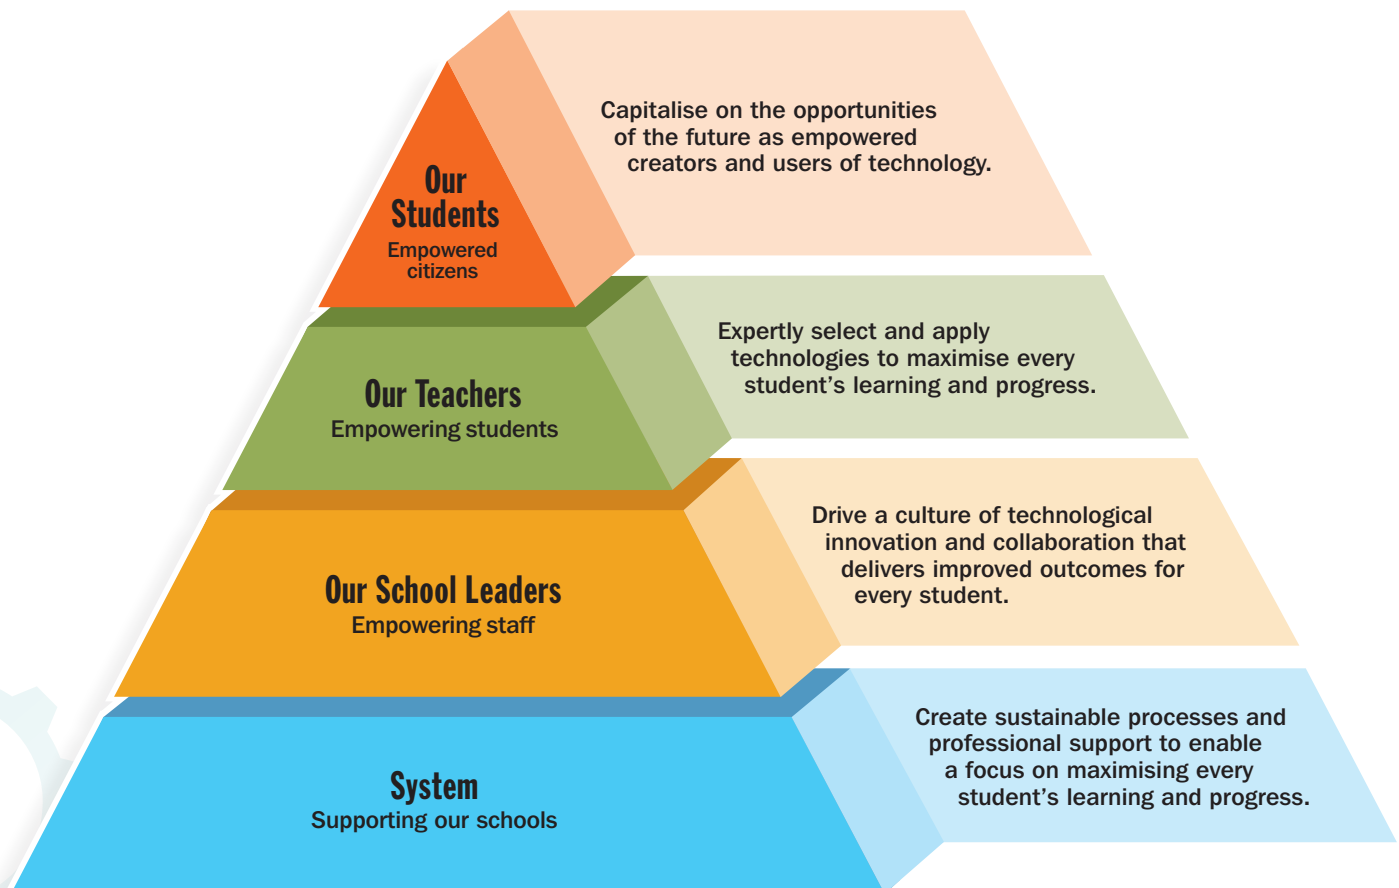 Our
Students
Empowered
citizens
Capitalise on the opportunities
of the future as empowered
creators and users of technology.
Our Teachers
Empowering students
Expertly select and apply
technologies to maximise every
student’s learning and progress.
Our School Leaders
Empowering staff
Drive a culture of technological
innovation and collaboration that
delivers improved outcomes for
every student.
System
Supporting our schools
Create sustainable processes and
professional support to enable
a focus on maximising every
student’s learning and progress.